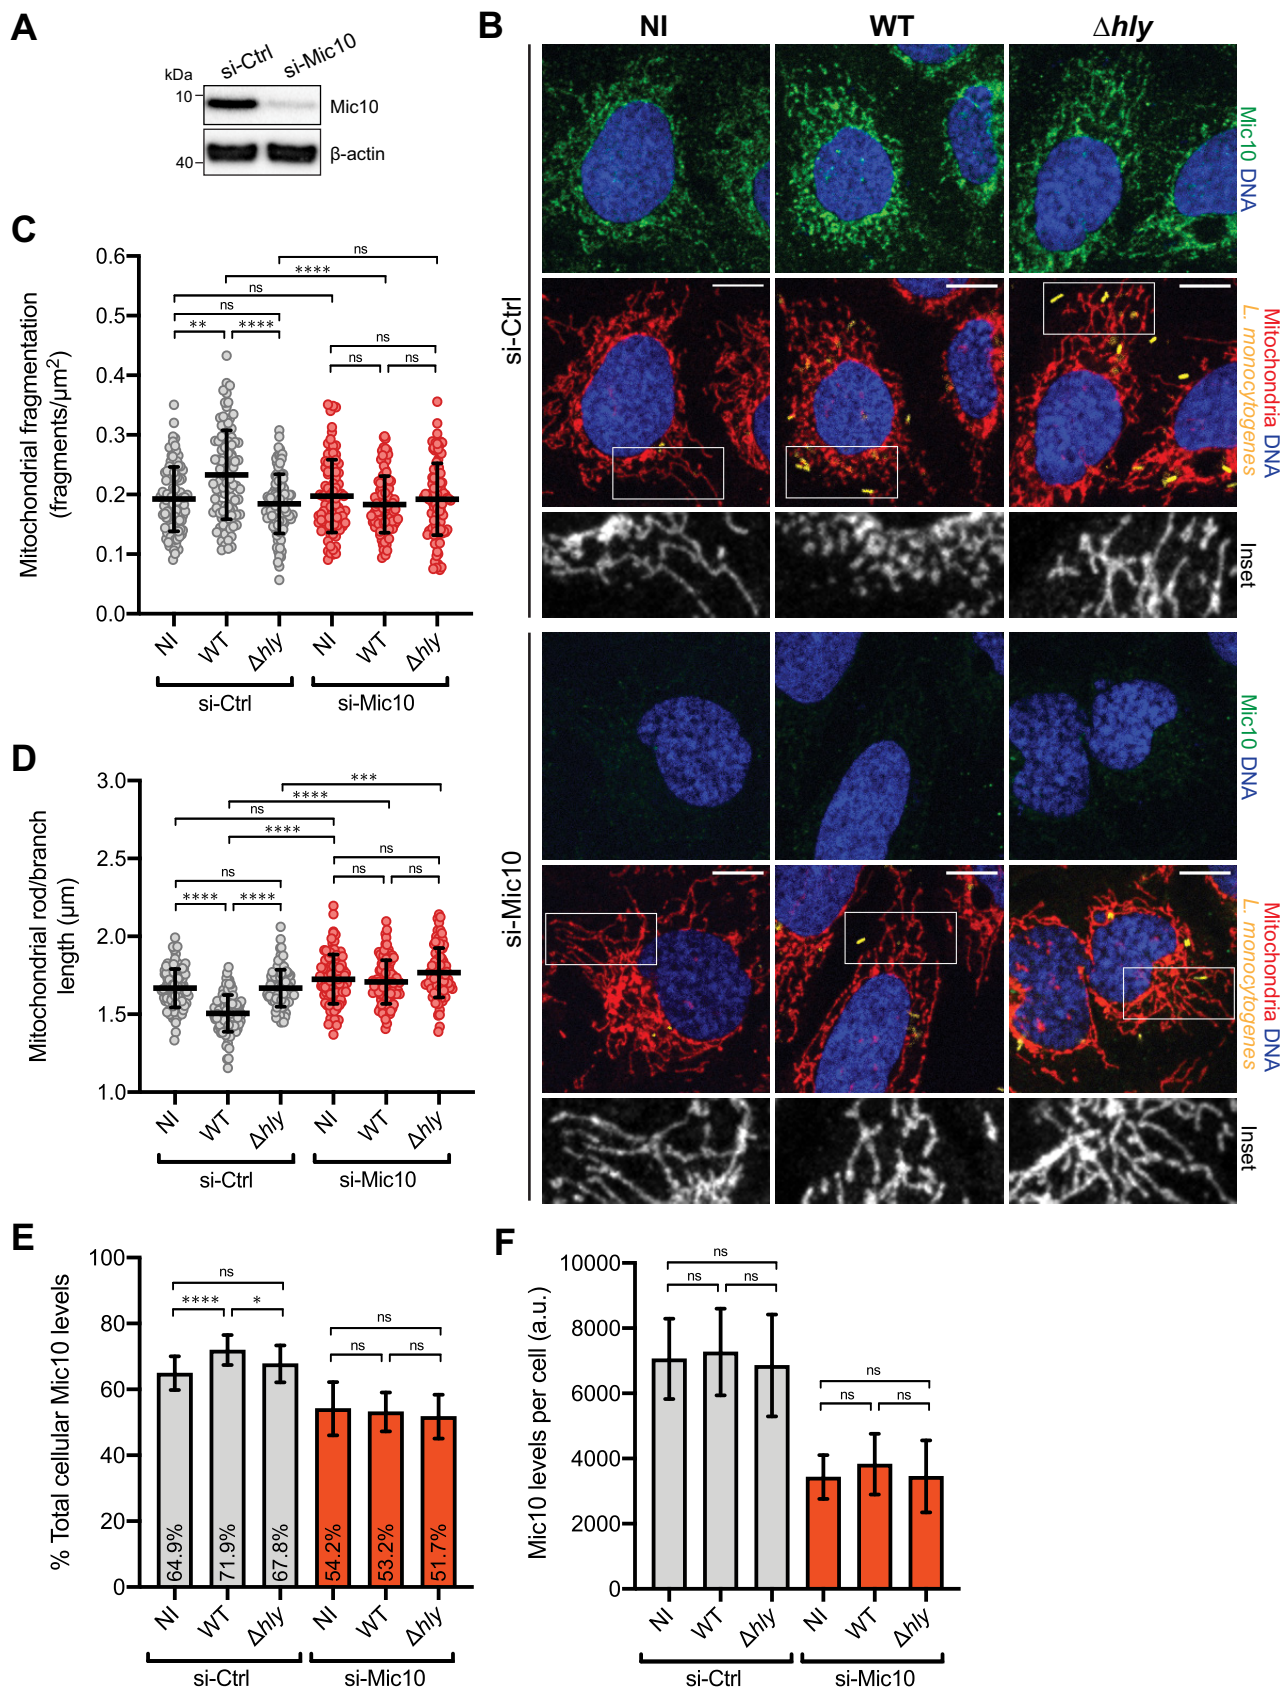 A
si-Ctrl
si-Mic10
kDa
10
Mic10
40
β-actin
B
NI
WT
Δhly
si-Ctrl
Mic10 DNA
Mitochondria DNA
L. monocytogenes
Inset
si-Mic10
Mic10 DNA
Mitochondria DNA
L. monocytogenes
Inset
C
Mitochondrial fragmentation
(fragments/μm²)
0.6
0.5
0.4
0.3
0.2
0.1
0.0
ns
****
ns
ns
** ****
ns
ns ns
NI WT Δhly NI WT Δhly
si-Ctrl si-Mic10
D
Mitochondrial rod/branch
length (μm)
3.0
2.5
2.0
1.5
1.0
***
****
ns
****
ns
ns
**** ****
ns ns
NI WT Δhly NI WT Δhly
si-Ctrl si-Mic10
E
% Total cellular Mic10 levels
100
80
60
40
20
0
ns
**** *
ns
ns ns
64.9% 71.9% 67.8% 54.2% 53.2% 51.7%
NI WT Δhly NI WT Δhly
si-Ctrl si-Mic10
F
Mic10 levels per cell (a.u.)
10000
8000
6000
4000
2000
0
ns
ns ns
ns
ns ns
NI WT Δhly NI WT Δhly
si-Ctrl si-Mic10